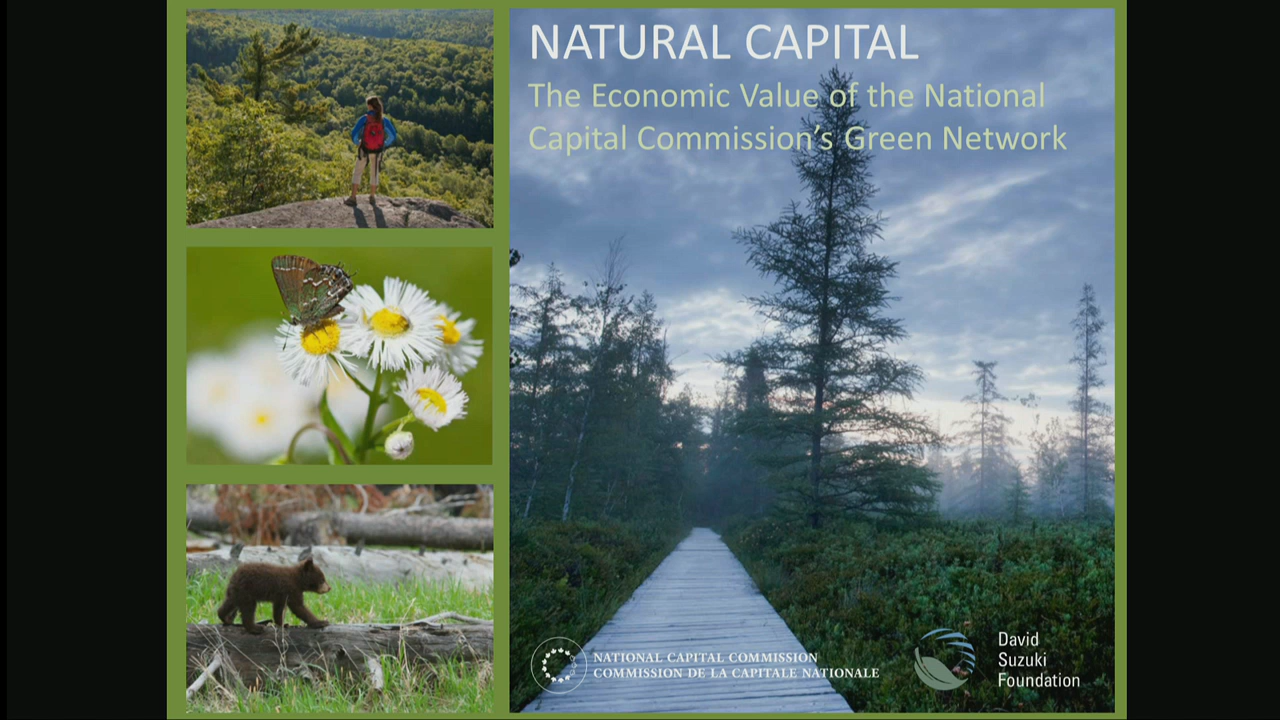 NATURAL CAPITAL
The Economic Value of the National
Capital Commission's Green Network
NATIONAL CAPITAL COMMISSION
COMMISSION DE LA CAPITALE NATIONALE
David
Suzuki
Foundation